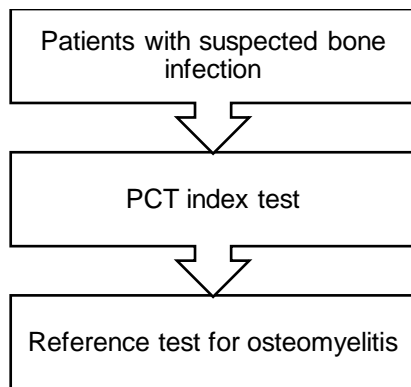 Patients with suspected bone
infection
PCT index test
Reference test for osteomyelitis